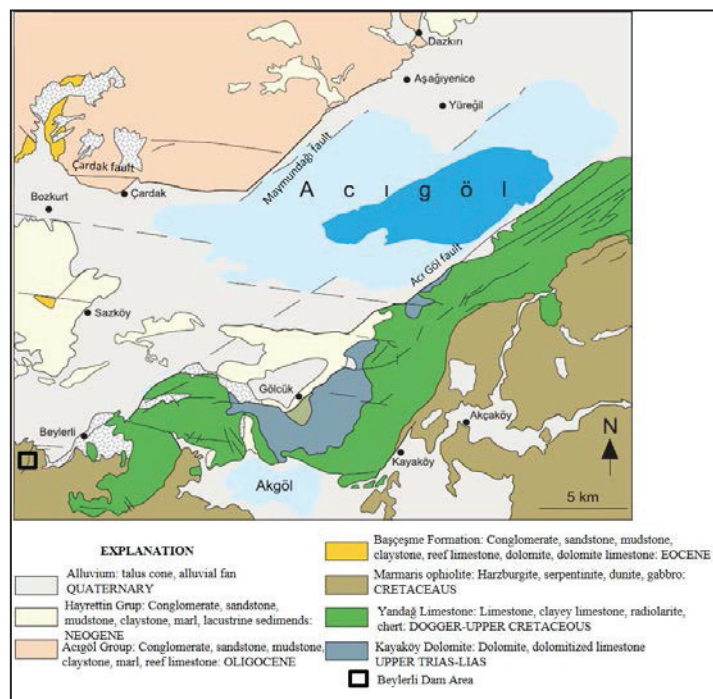 Dazkırı
Aşağıyenice
Yüreğil
Maymundağı fault
Çardak fault
Çardak
Bozkurt
Acıgöl
Acı Göl fault
Sazköy
Gölcük
Beylerli
Akçaköy
Kayaköy
N
Akgöl
5 km
EXPLANATION
Alluvium: talus cone, alluvial fan
QUATERNARY
Hayrettin Grup: Conglomerate, sandstone,
mudstone, claystone, marl, lacustrine sedimends:
NEOGENE
Acıgöl Group: Conglomerate, sandstone, mudstone,
claystone, marl, reef limestone: OLIGOCENE
Başçeşme Formation: Conglomerate, sandstone, mudstone,
claystone, reef limestone, dolomite, dolomite limestone: EOCENE
Marmaris ophiolite: Harzburgite, serpentinite, dunite, gabbro:
CRETACEAUS
Yandağ Limestone: Limestone, clayey limestone, radiolarite,
chert: DOGGER-UPPER CRETACEOUS
Kayaköy Dolomite: Dolomite, dolomitized limestone
UPPER TRIAS-LIAS
Beylerli Dam Area